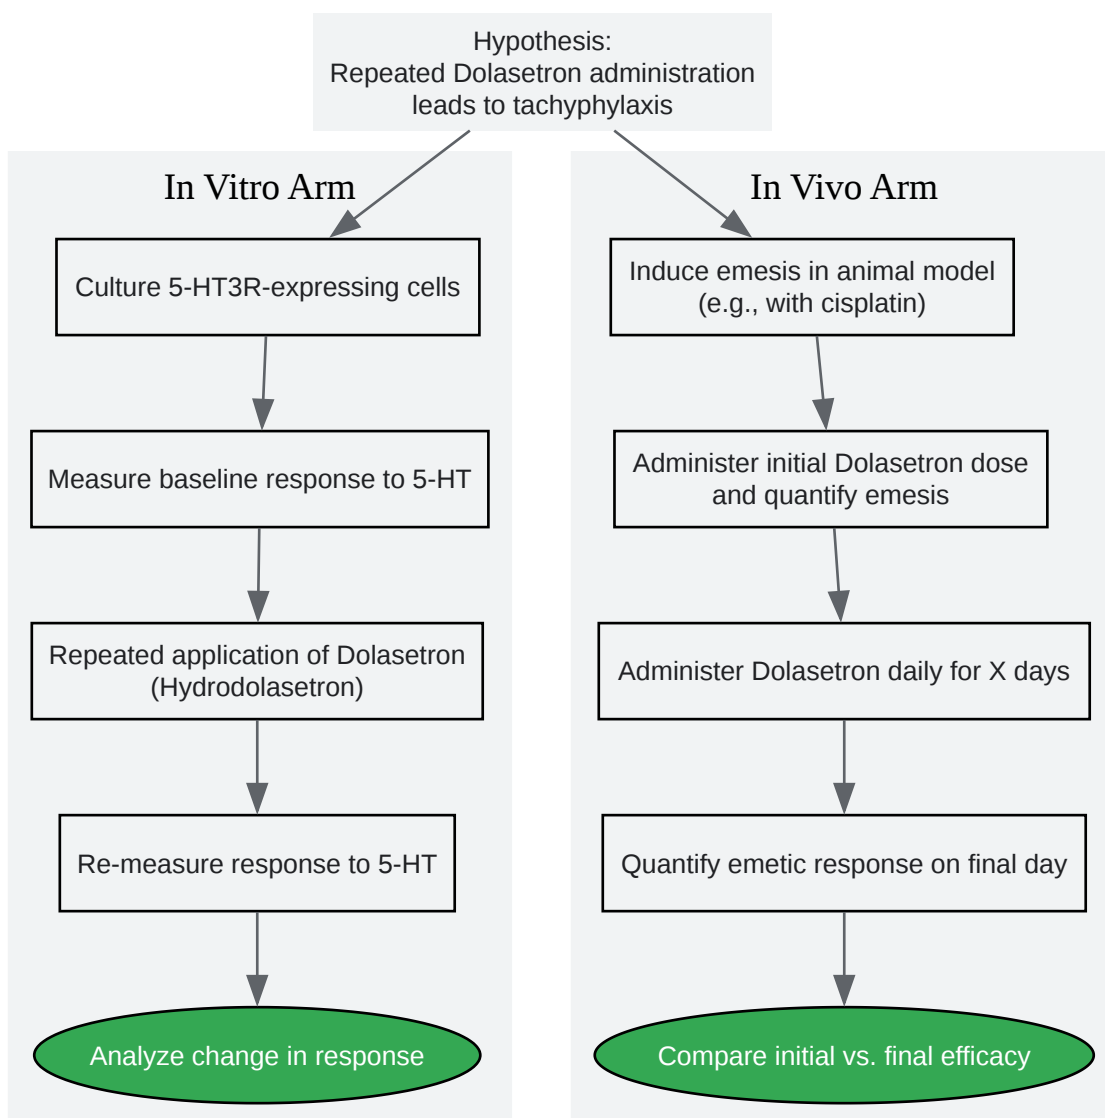 Hypothesis:
Repeated Dolasetron administration
leads to tachyphylaxis
In Vitro Arm
Culture 5-HT3R-expressing cells
Measure baseline response to 5-HT
Repeated application of Dolasetron
(Hydrodolasetron)
Re-measure response to 5-HT
Analyze change in response
In Vivo Arm
Induce emesis in animal model
(e.g., with cisplatin)
Administer initial Dolasetron dose
and quantify emesis
Administer Dolasetron daily for X days
Quantify emetic response on final day
Compare initial vs. final efficacy